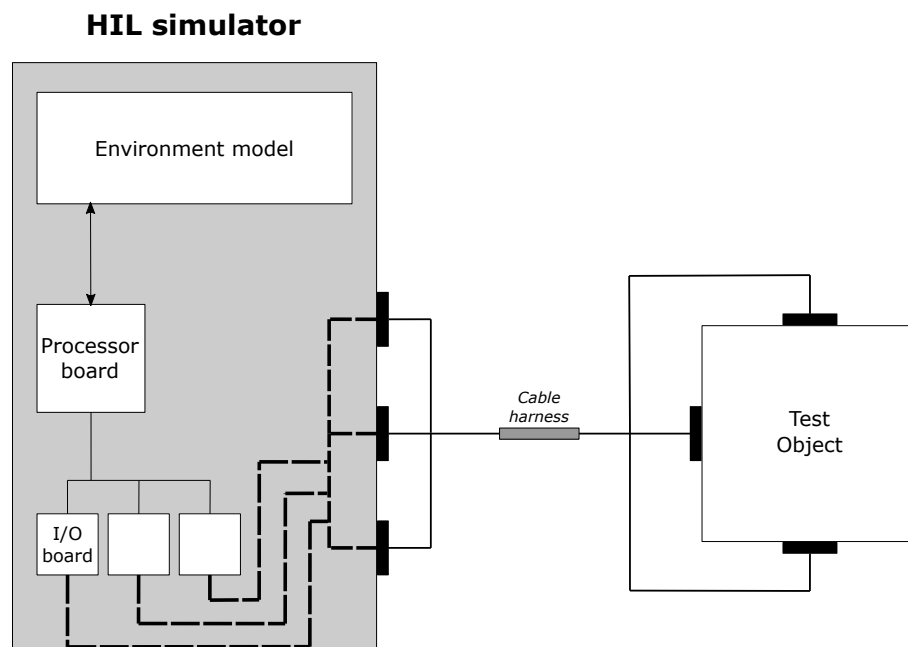 HIL simulator
Environment model
Processor
board
I/O
board
Cable
harness
Test
Object